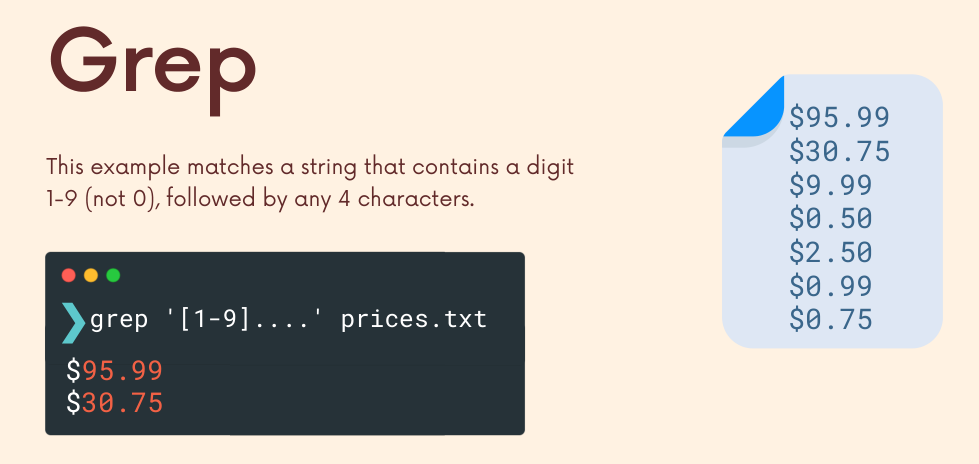 Grep
This example matches a string that contains a digit
1-9 (not 0), followed by any 4 characters.
❯grep '[1-9]....' prices.txt
$95.99
$30.75
$95.99
$30.75
$9.99
$0.50
$2.50
$0.99
$0.75